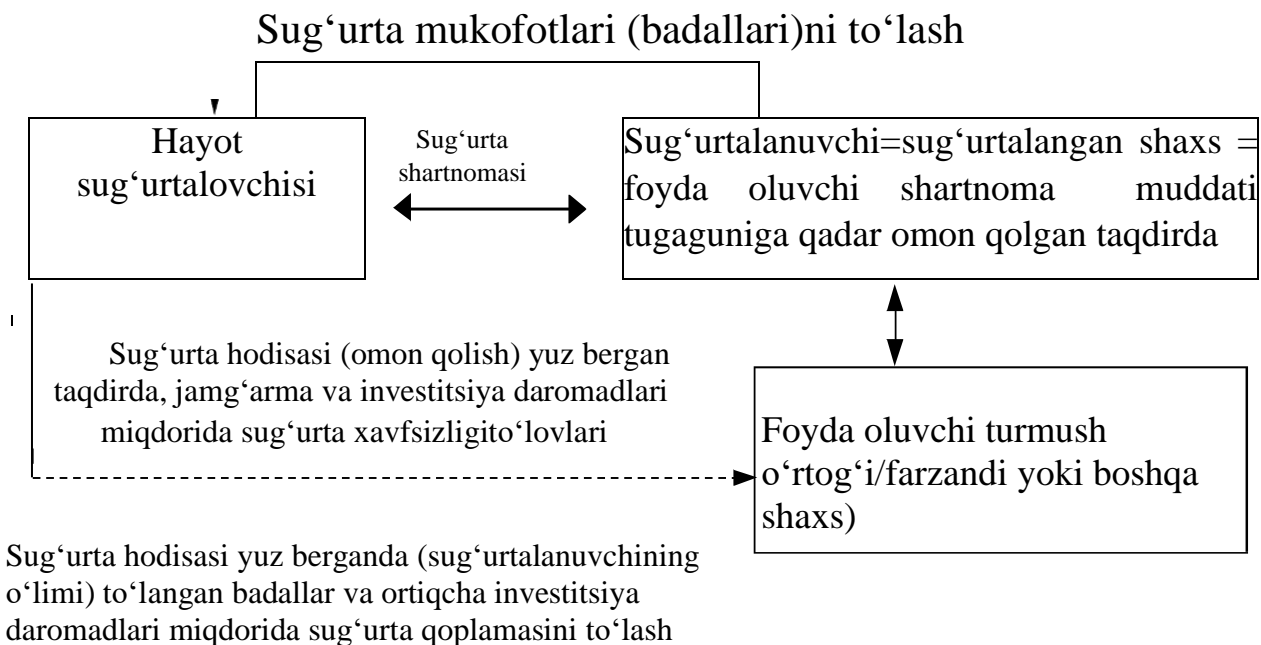 Sug‘urta mukofotlari (badallari)ni to‘lash
Hayot
sug‘urtalovchisi
Sug‘urta
shartnomasi
Sug‘urtalanuvchi=sug‘urtalangan shaxs =
foyda oluvchi shartnoma muddati
tugaguniga qadar omon qolgan taqdirda
Sug‘urta hodisasi (omon qolish) yuz bergan
taqdirda, jamg‘arma va investitsiya daromadlari
miqdorida sug‘urta xavfsizligito‘lovlari
Foyda oluvchi turmush
o‘rtog‘i/farzandi yoki boshqa
shaxs)
Sug‘urta hodisasi yuz berganda (sug‘urtalanuvchining
o‘limi) to‘langan badallar va ortiqcha investitsiya
daromadlari miqdorida sug‘urta qoplamasini to‘lash